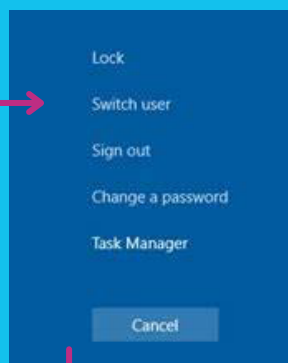 Lock
Switch user
Sign out
Change a password
Task Manager
Cancel